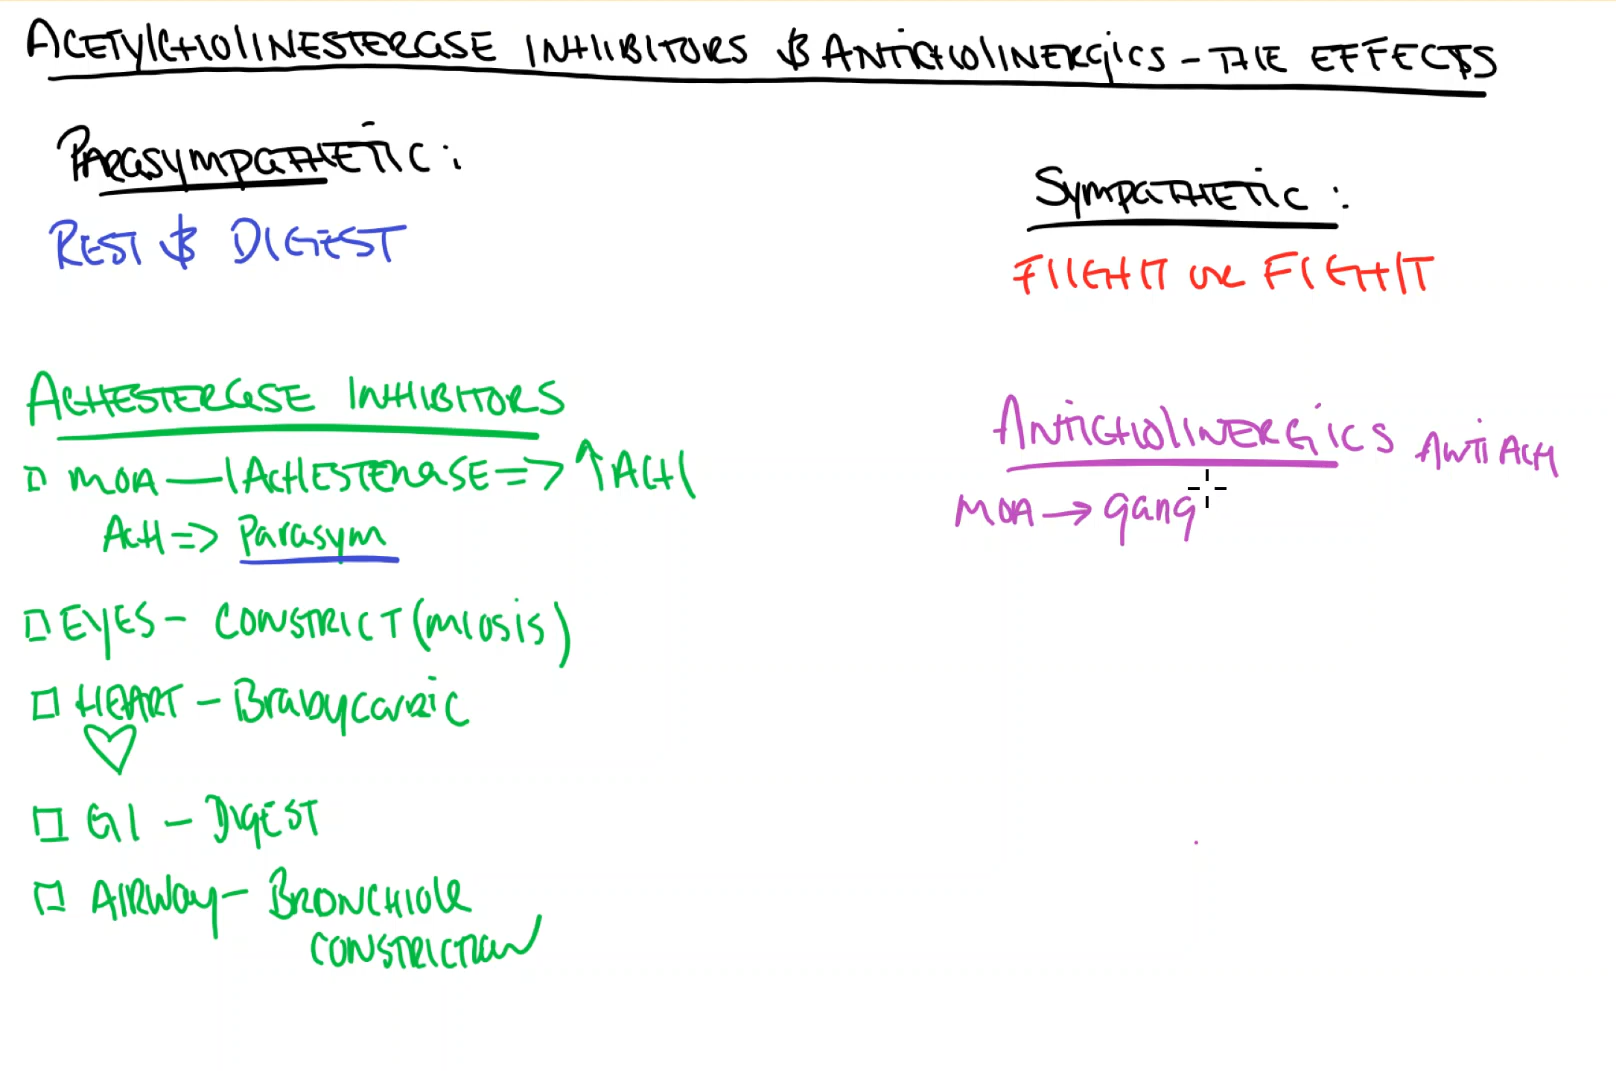 ACETYLCHOLINESTERASE INHIBITORS & ANTICHOLINERGICS - THE EFFECTS
PARASYMPATHETIC:
REST & DIGEST
SYMPATHETIC:
FLIGHT OR FIGHT
ACHESTERASE INHIBITORS
MOA —| ACHESTERASE => ↑ACH
ACH => Parasym
EYES - CONSTRICT (MIOSIS)
HEART - Bradycardic
GI - DIGEST
AIRWAY - BRONCHIOLE
CONSTRICTION
ANTICHOLINERGICS ANTI ACH
MOA → gang